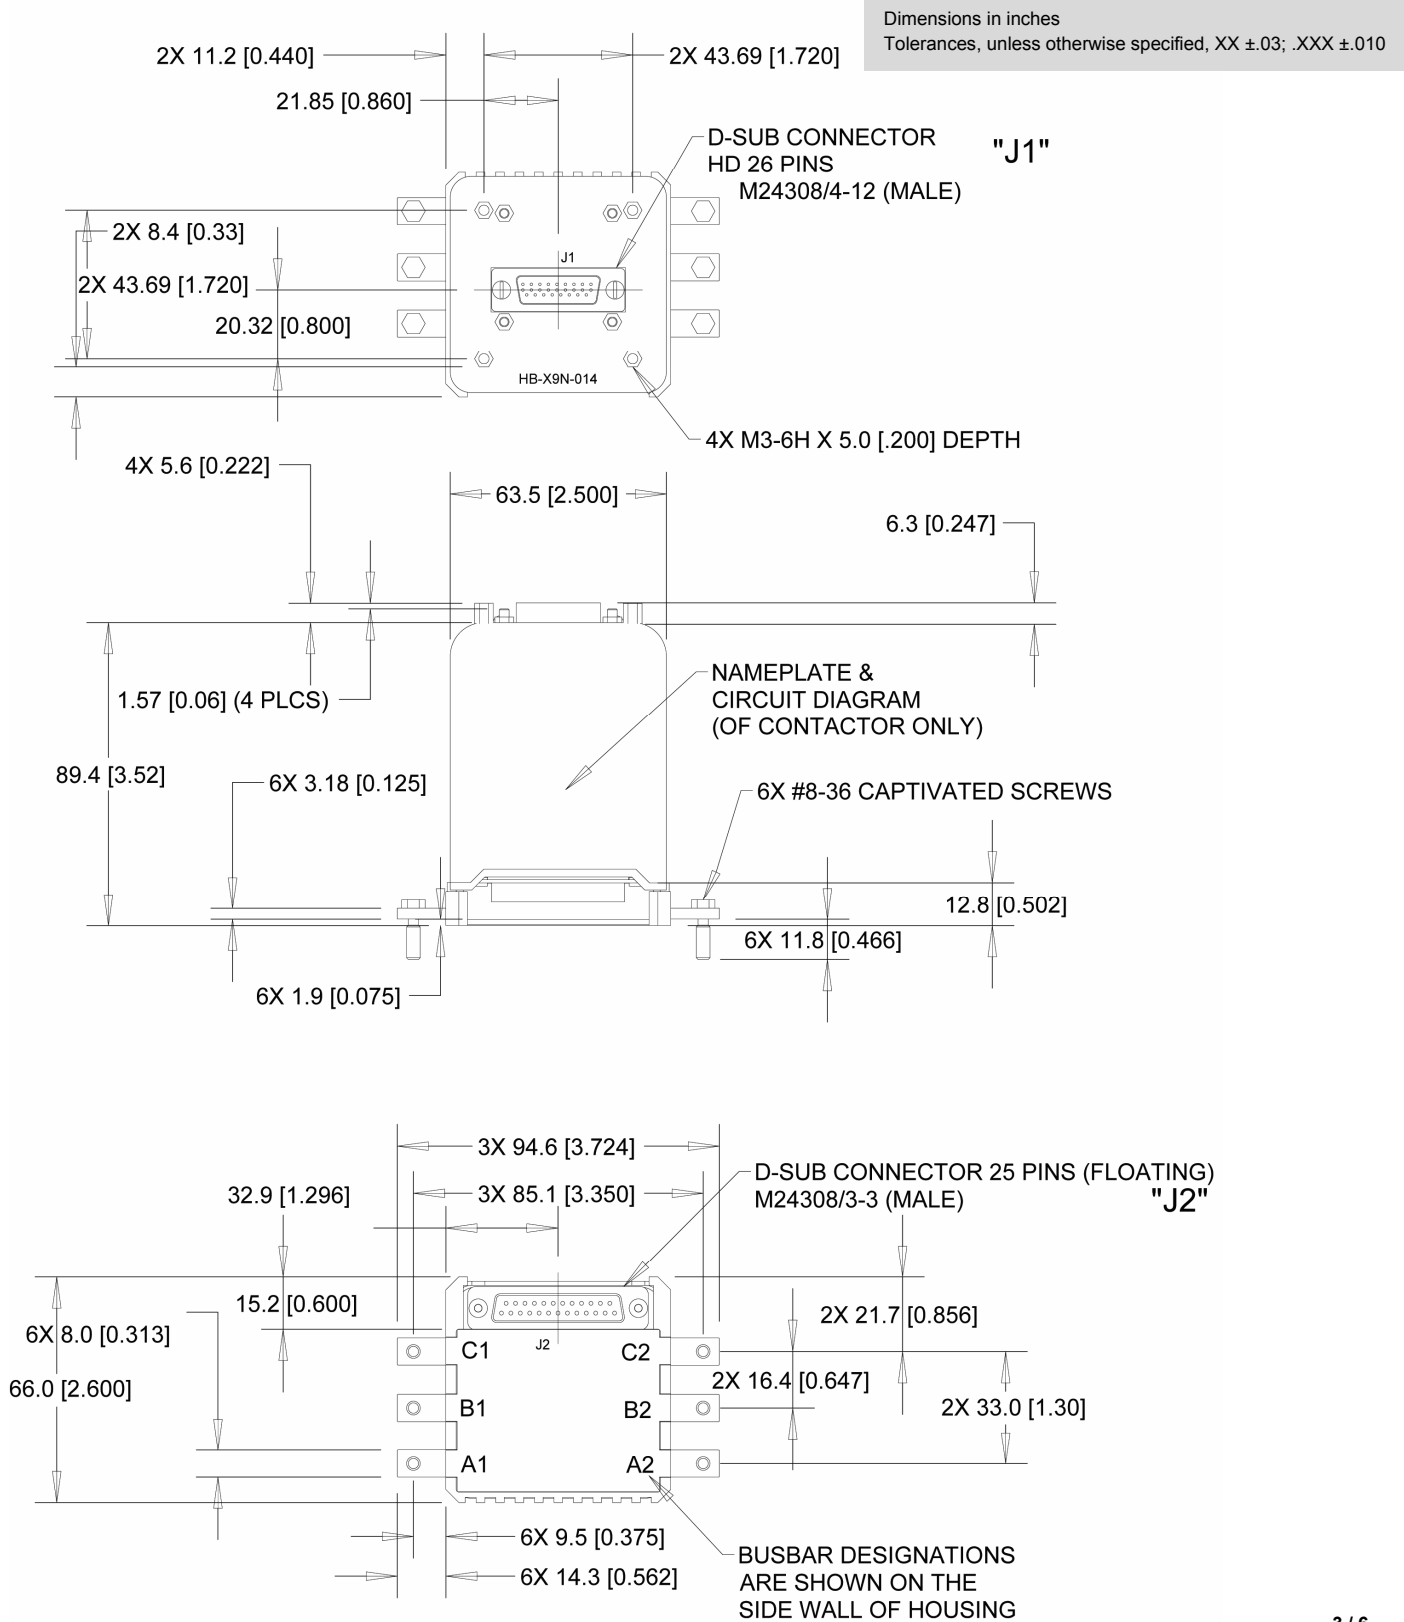 Dimensions in inches
Tolerances, unless otherwise specified, XX ±.03; .XXX ±.010
2X 11.2 [0.440]
2X 43.69 [1.720]
21.85 [0.860]
D-SUB CONNECTOR
HD 26 PINS
M24308/4-12 (MALE)
"J1"
2X 8.4 [0.33]
J1
2X 43.69 [1.720]
20.32 [0.800]
HB-X9N-014
4X M3-6H X 5.0 [.200] DEPTH
4X 5.6 [0.222]
63.5 [2.500]
6.3 [0.247]
1.57 [0.06] (4 PLCS)
NAMEPLATE &
CIRCUIT DIAGRAM
(OF CONTACTOR ONLY)
89.4 [3.52]
6X 3.18 [0.125]
6X #8-36 CAPTIVATED SCREWS
12.8 [0.502]
6X 11.8 [0.466]
6X 1.9 [0.075]
3X 94.6 [3.724]
D-SUB CONNECTOR 25 PINS (FLOATING)
M24308/3-3 (MALE)
"J2"
32.9 [1.296]
3X 85.1 [3.350]
15.2 [0.600]
2X 21.7 [0.856]
6X 8.0 [0.313]
C1
J2
C2
66.0 [2.600]
2X 16.4 [0.647]
2X 33.0 [1.30]
B1
B2
A1
A2
6X 9.5 [0.375]
6X 14.3 [0.562]
BUSBAR DESIGNATIONS
ARE SHOWN ON THE
SIDE WALL OF HOUSING